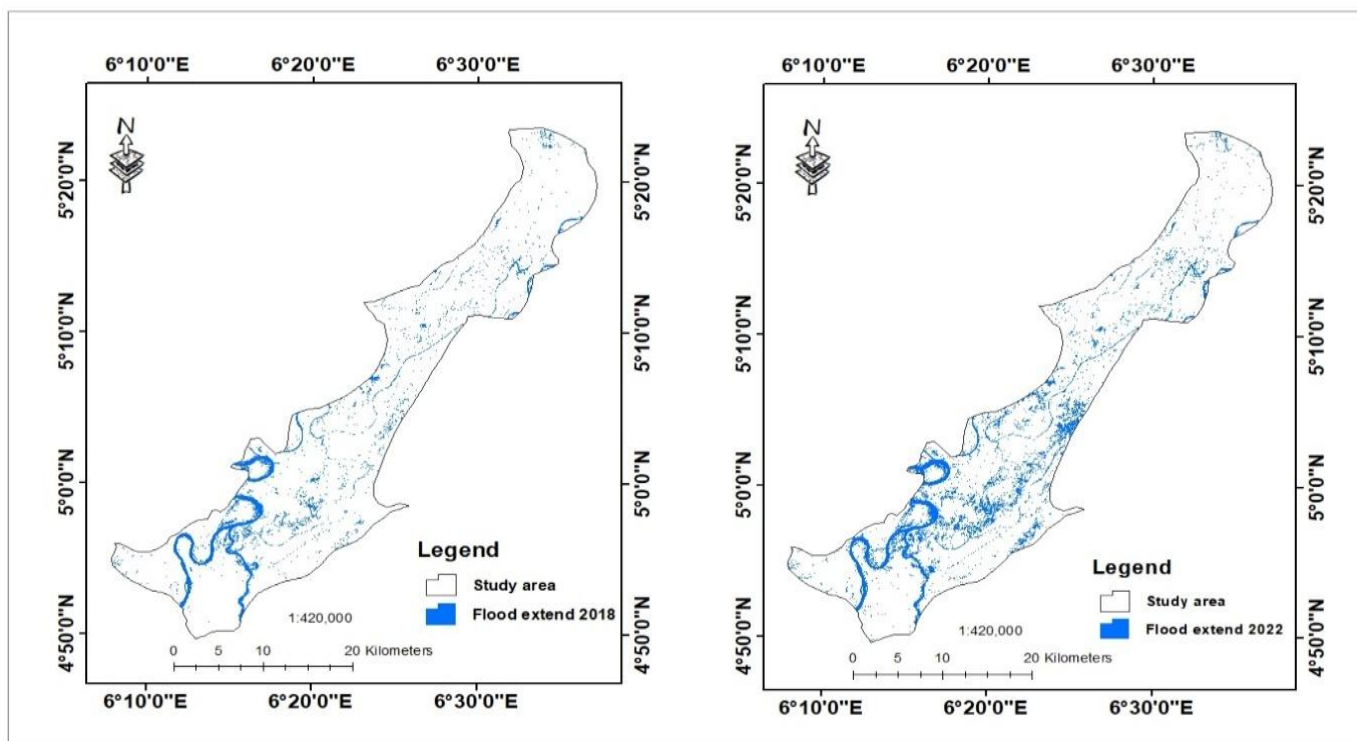 6°10'0"E 6°20'0"E 6°30'0"E
N
5°20'0"N
5°20'0"N
5°10'0"N
5°10'0"N
5°0'0"N
5°0'0"N
4°50'0"N
4°50'0"N
Legend
Study area
Flood extend 2018
1:420,000
0 5 10 20 Kilometers
6°10'0"E 6°20'0"E 6°30'0"E
6°10'0"E 6°20'0"E 6°30'0"E
N
5°20'0"N
5°20'0"N
5°10'0"N
5°10'0"N
5°0'0"N
5°0'0"N
4°50'0"N
4°50'0"N
Legend
Study area
Flood extend 2022
1:420,000
0 5 10 20 Kilometers
6°10'0"E 6°20'0"E 6°30'0"E